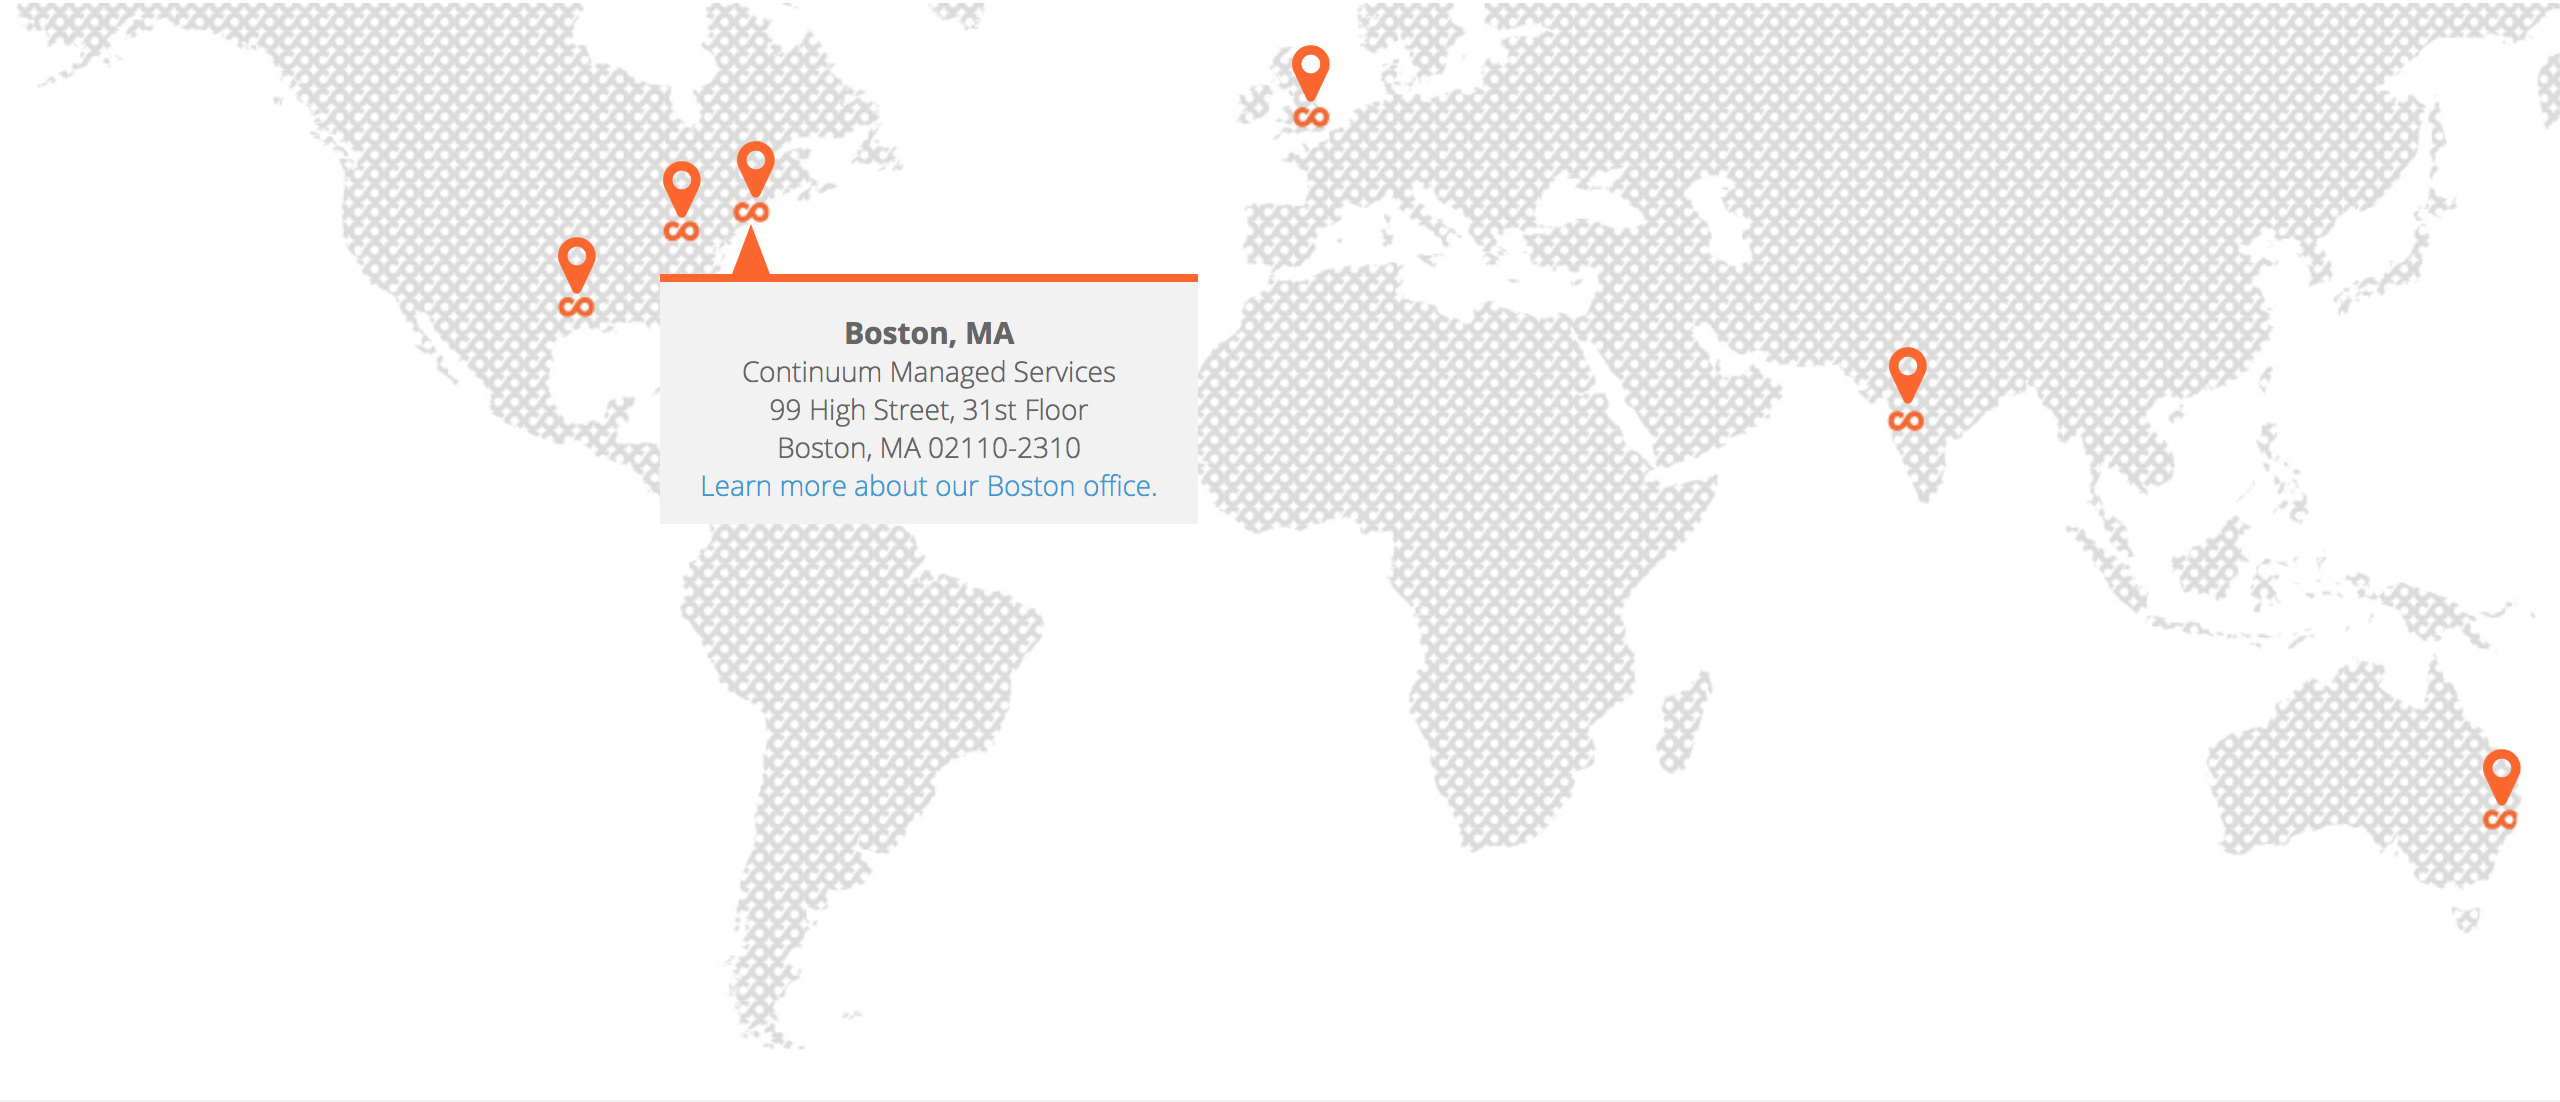 Boston, MA
Continuum Managed Services
99 High Street, 31st Floor
Boston, MA 02110-2310
Learn more about our Boston office.